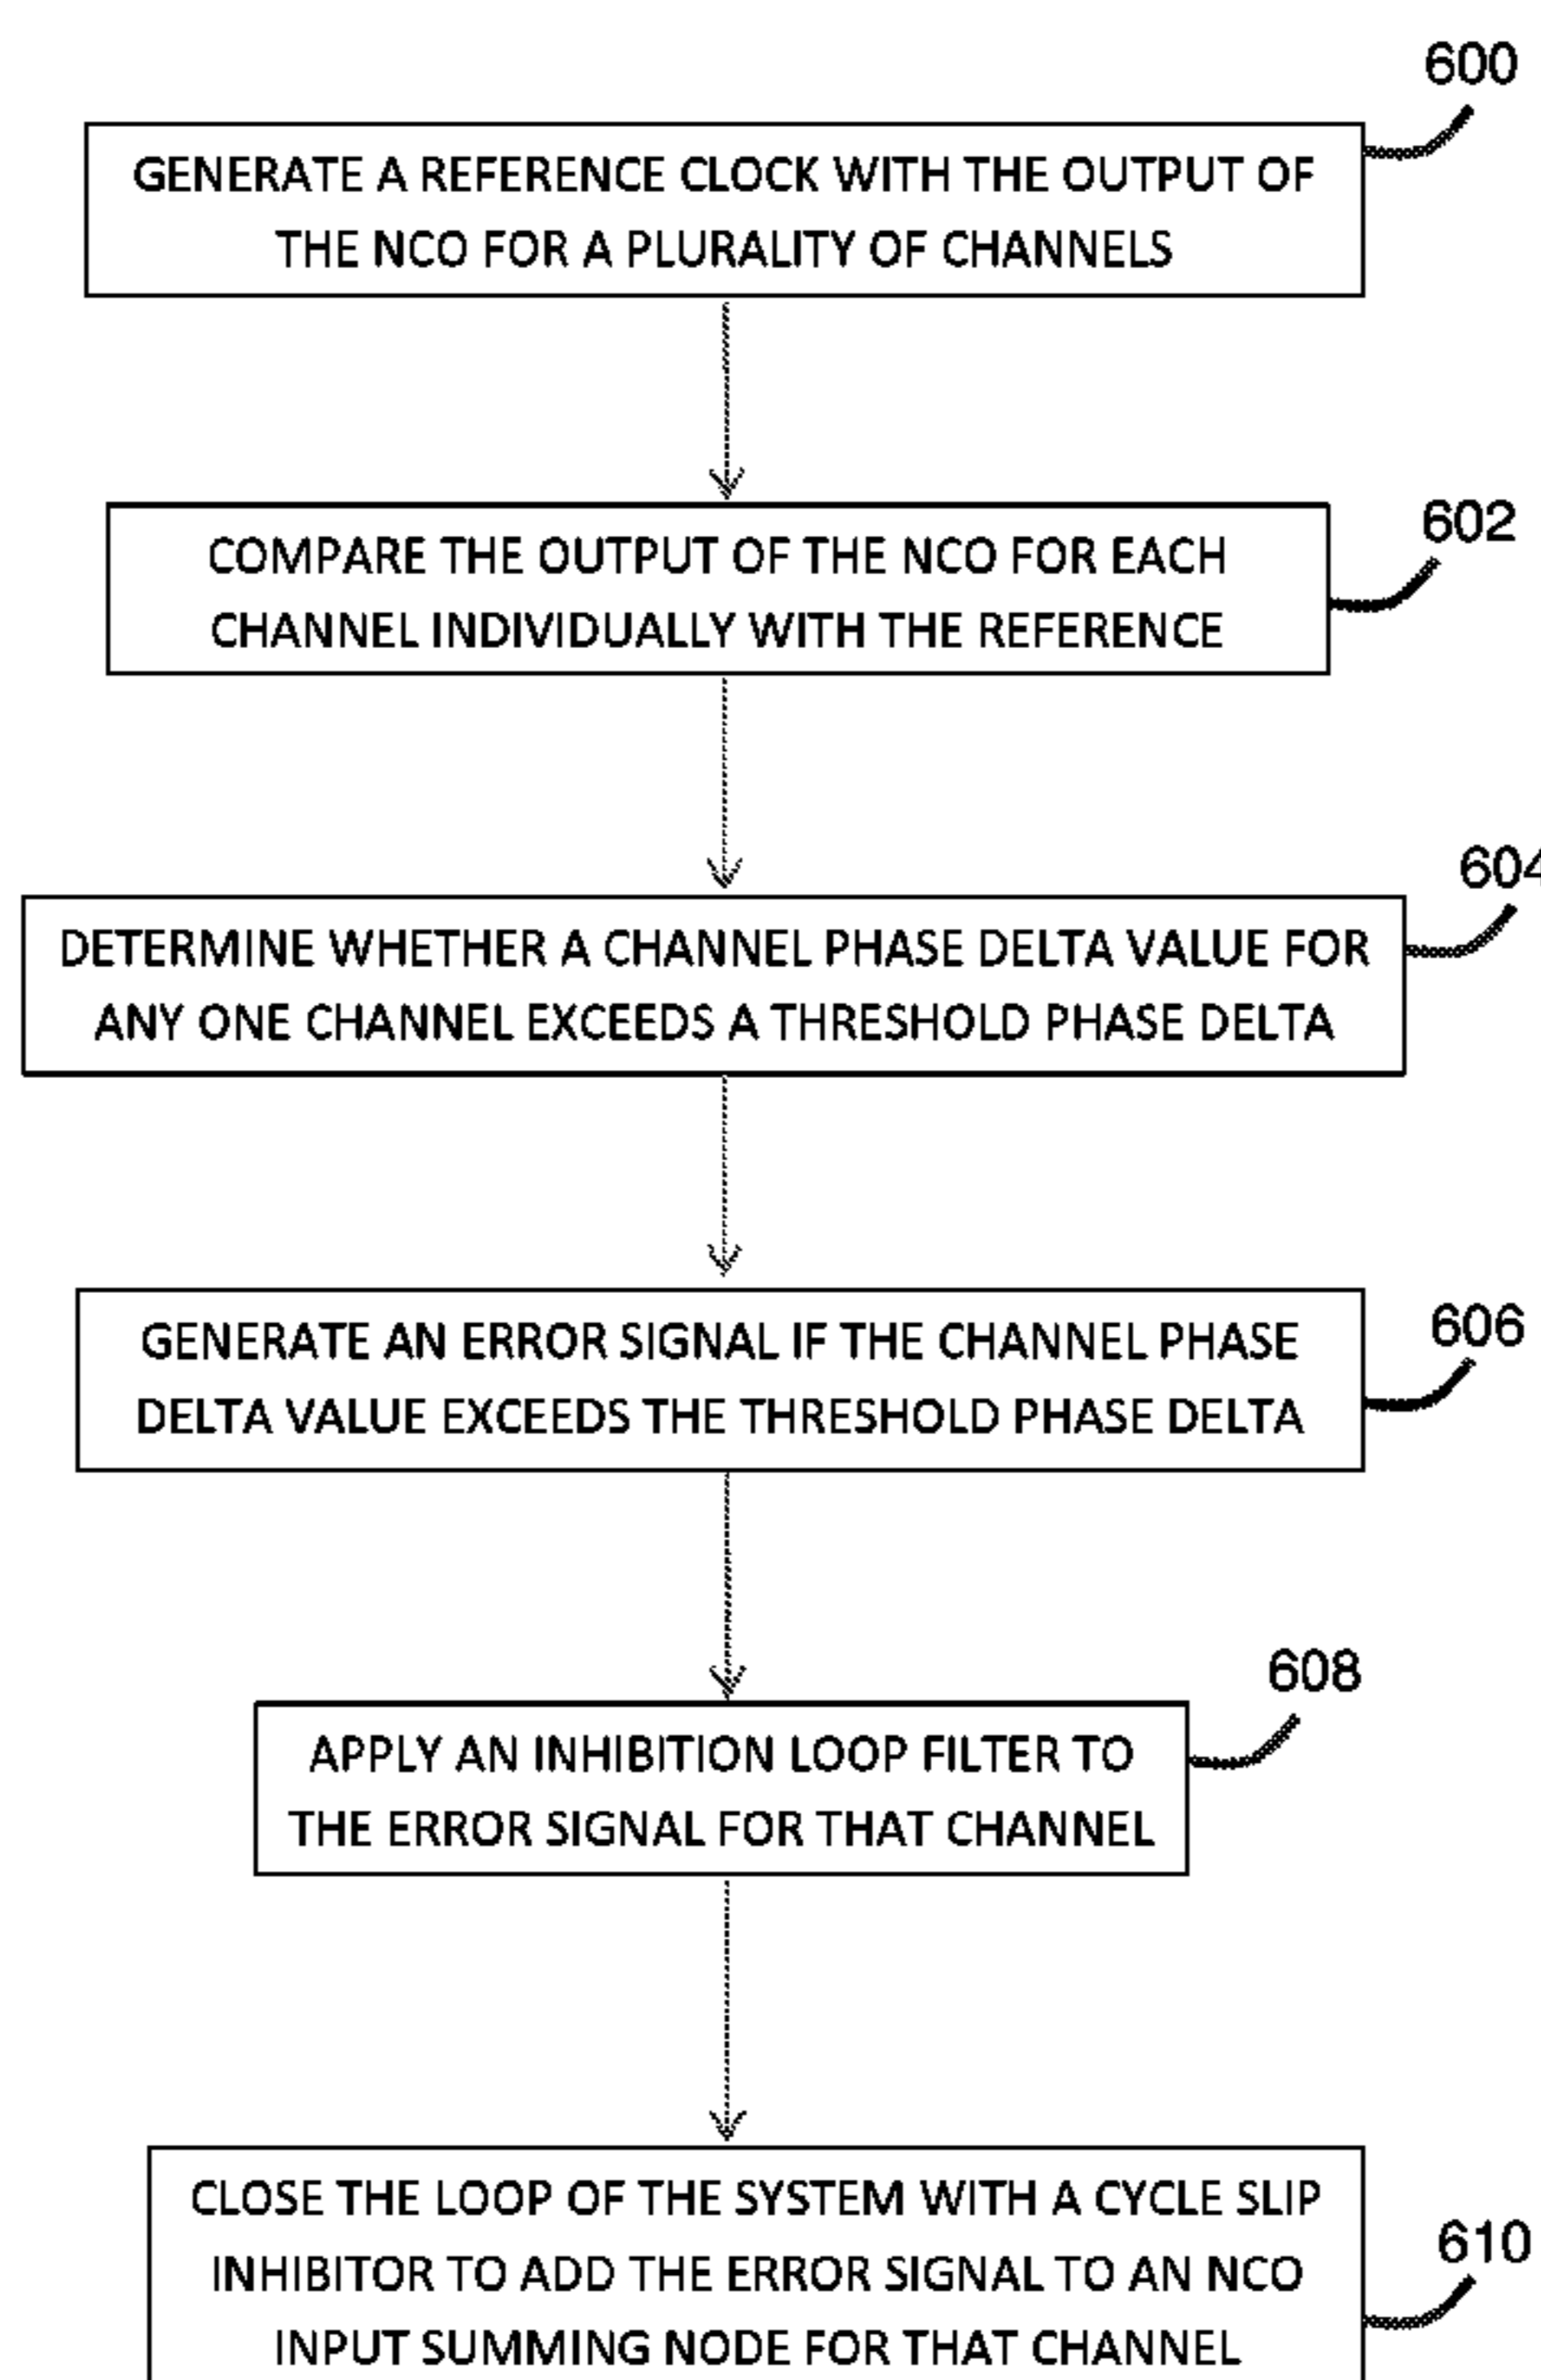 600
GENERATE A REFERENCE CLOCK WITH THE OUTPUT OF
THE NCO FOR A PLURALITY OF CHANNELS
602
COMPARE THE OUTPUT OF THE NCO FOR EACH
CHANNEL INDIVIDUALLY WITH THE REFERENCE
604
DETERMINE WHETHER A CHANNEL PHASE DELTA VALUE FOR
ANY ONE CHANNEL EXCEEDS A THRESHOLD PHASE DELTA
606
GENERATE AN ERROR SIGNAL IF THE CHANNEL PHASE
DELTA VALUE EXCEEDS THE THRESHOLD PHASE DELTA
608
APPLY AN INHIBITION LOOP FILTER TO
THE ERROR SIGNAL FOR THAT CHANNEL
610
CLOSE THE LOOP OF THE SYSTEM WITH A CYCLE SLIP
INHIBITOR TO ADD THE ERROR SIGNAL TO AN NCO
INPUT SUMMING NODE FOR THAT CHANNEL